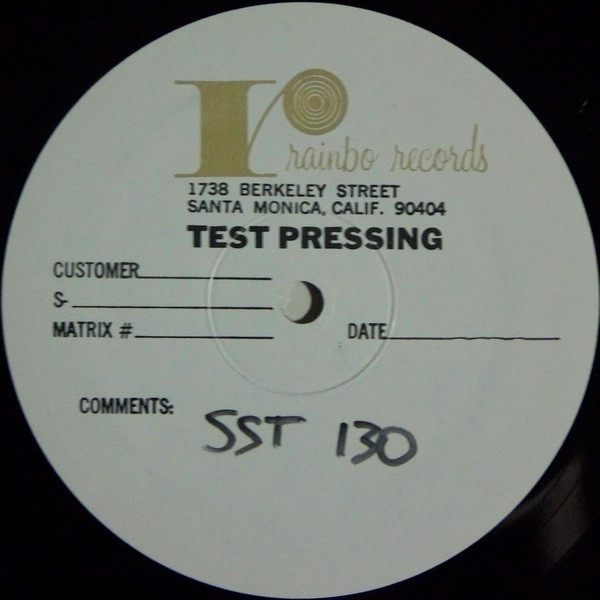 rainbo records
1738 BERKELEY STREET
SANTA MONICA, CALIF. 90404
TEST PRESSING
CUSTOMER
S-
MATRIX #
DATE
COMMENTS:
SST 130